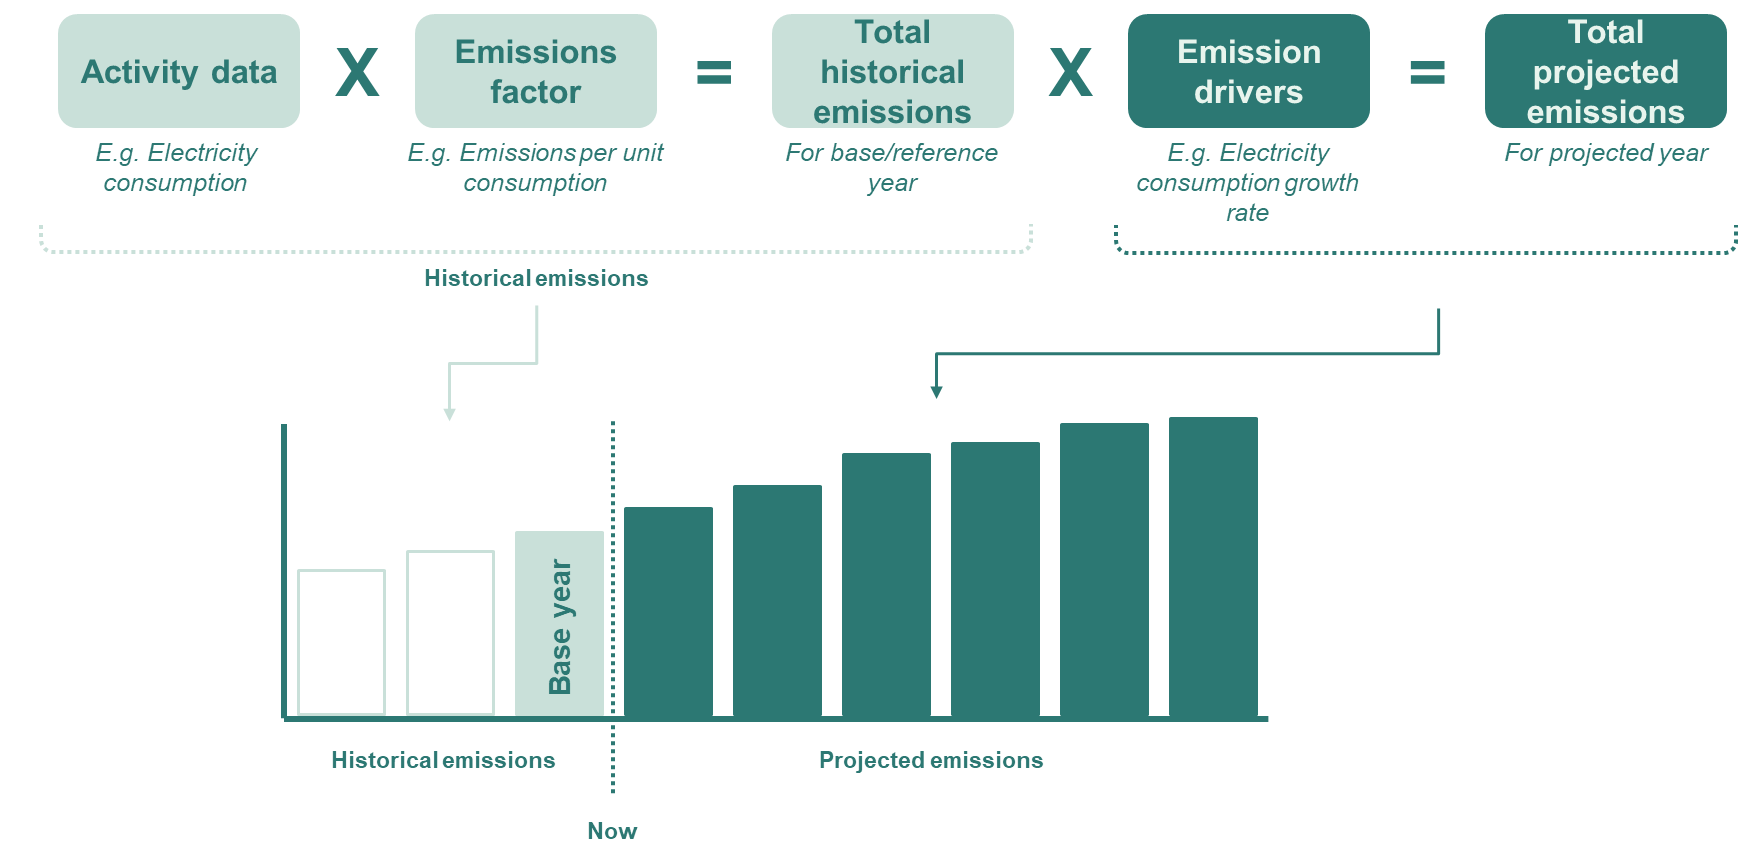 Activity data
X
Emissions
factor
=
Total
historical
emissions
X
Emission
drivers
=
Total
projected
emissions
E.g. Electricity
consumption
E.g. Emissions per unit
consumption
For base/reference
year
E.g. Electricity
consumption growth
rate
For projected year
Historical emissions
Base year
Historical emissions
Projected emissions
Now